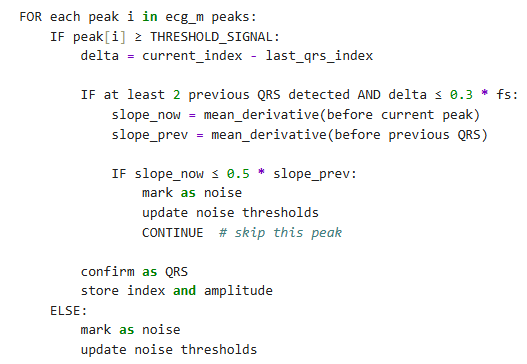 FOR each peak i in ecg_m peaks:
    IF peak[i] ≥ THRESHOLD_SIGNAL:
        delta = current_index - last_qrs_index

        IF at least 2 previous QRS detected AND delta ≤ 0.3 * fs:
            slope_now = mean_derivative(before current peak)
            slope_prev = mean_derivative(before previous QRS)

            IF slope_now ≤ 0.5 * slope_prev:
                mark as noise
                update noise thresholds
                CONTINUE  # skip this peak

        confirm as QRS
        store index and amplitude
    ELSE:
        mark as noise
        update noise thresholds